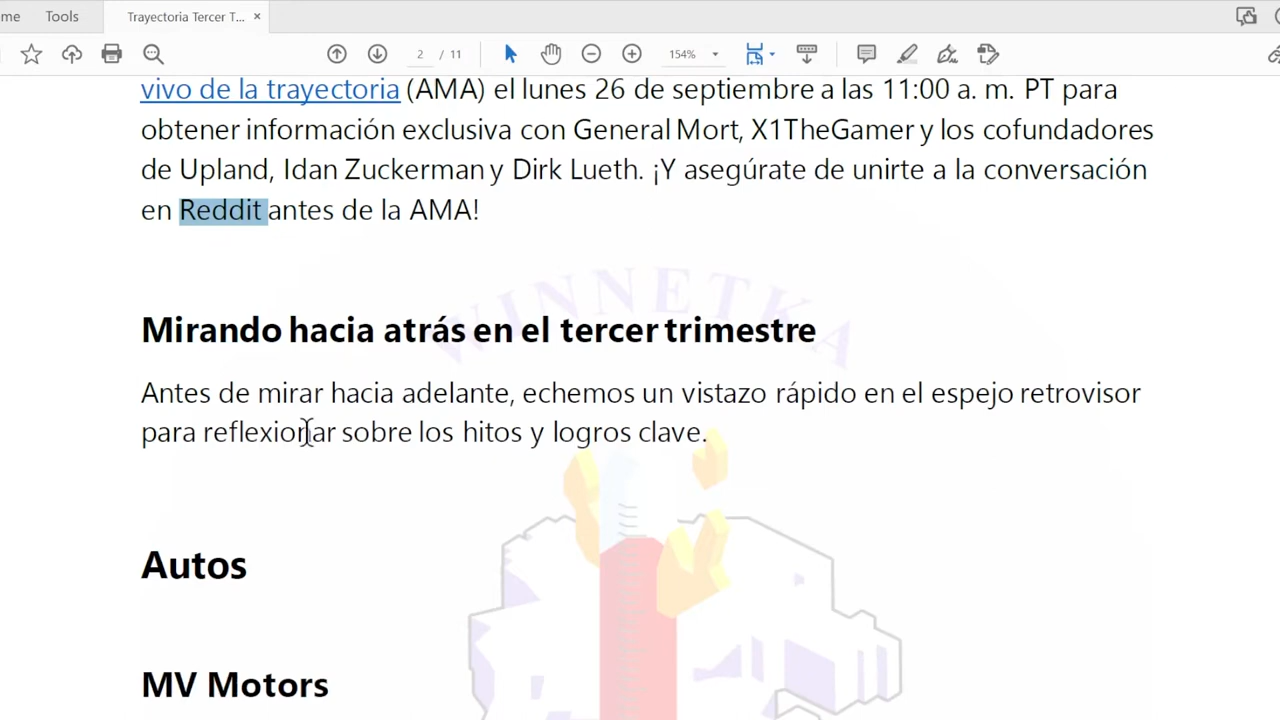 me Tools Trayectoria Tercer T... ×
2 / 11 154%
vivo de la trayectoria (AMA) el lunes 26 de septiembre a las 11:00 a. m. PT para
obtener información exclusiva con General Mort, X1TheGamer y los cofundadores
de Upland, Idan Zuckerman y Dirk Lueth. ¡Y asegúrate de unirte a la conversación
en Reddit antes de la AMA!
WINNETKA
Mirando hacia atrás en el tercer trimestre
Antes de mirar hacia adelante, echemos un vistazo rápido en el espejo retrovisor
para reflexionar sobre los hitos y logros clave.
Autos
MV Motors